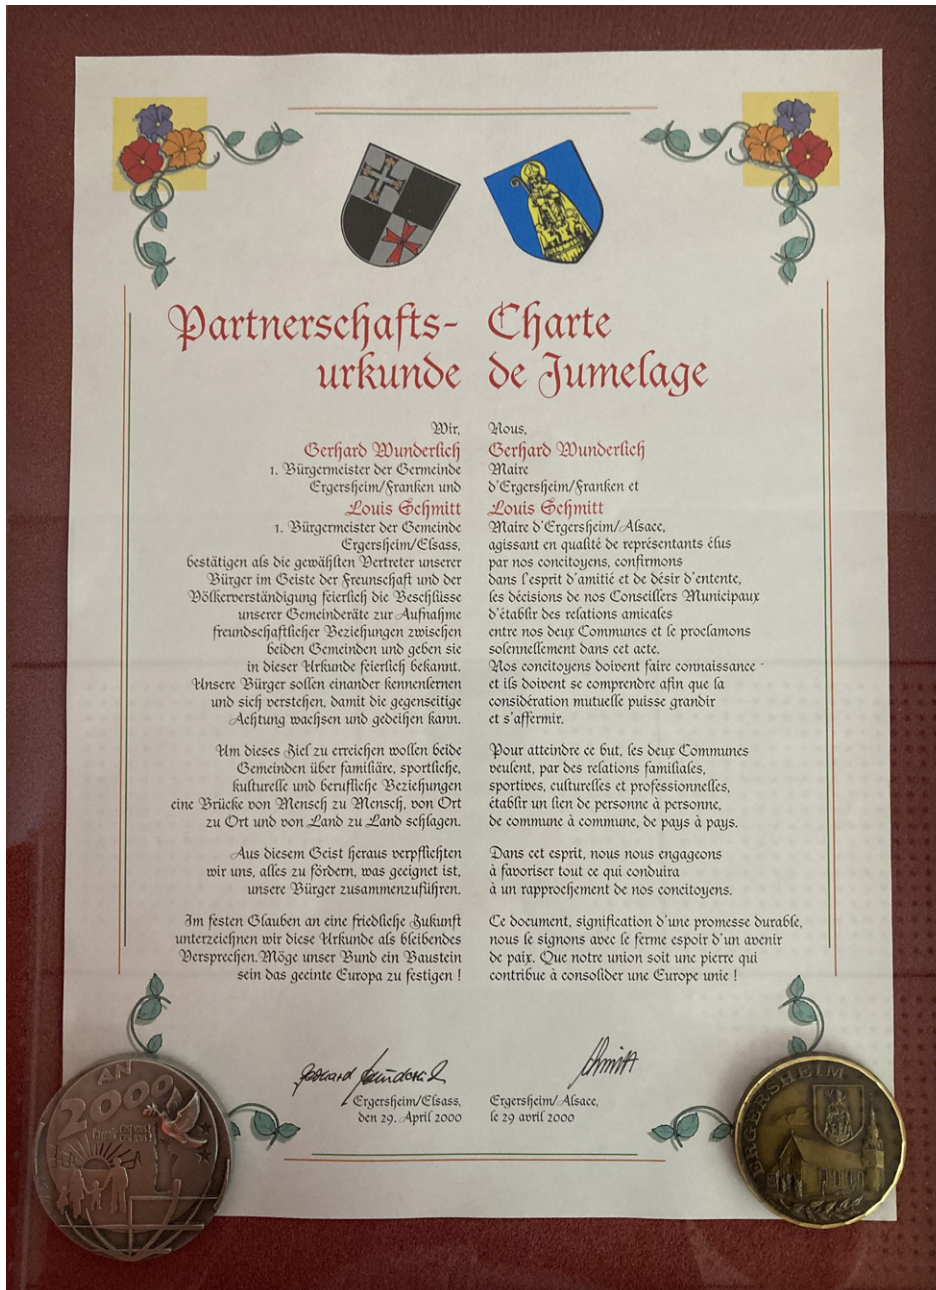 Partnerschafts-
urkunde
Wir,
Gerhard Wunderlich
1. Bürgermeister der Germeinde
Ergersheim/Franken und
Louis Schmitt
1. Bürgermeister der Gemeinde
Ergersheim/Elsass,
bestätigen als die gewählten Vertreter unserer
Bürger im Geiste der Freunschaft und der
Völkerverständigung feierlich die Beschlüsse
unserer Gemeinderäte zur Aufnahme
freundschaftlicher Beziehungen zwischen
beiden Gemeinden und geben sie
in dieser Urkunde feierlich bekannt.
Unsere Bürger sollen einander kennenlernen
und sich verstehen, damit die gegenseitige
Achtung wachsen und gedeihen kann.
Um dieses Ziel zu erreichen wollen beide
Gemeinden über familiäre, sportliche,
kulturelle und berufliche Beziehungen
eine Brücke von Mensch zu Mensch, von Ort
zu Ort und von Land zu Land schlagen.
Aus diesem Geist heraus verpflichten
wir uns, alles zu fördern, was geeignet ist,
unsere Bürger zusammenzuführen.
Im festen Glauben an eine friedliche Zukunft
unterzeichnen wir diese Urkunde als bleibendes
Versprechen. Möge unser Bund ein Baustein
sein das geeinte Europa zu festigen !
Ergersheim/Elsass,
den 29. April 2000
Charte
de Jumelage
Nous,
Gerhard Wunderlich
Maire
d'Ergersheim/Franken et
Louis Schmitt
Maire d'Ergersheim/Alsace,
agissant en qualité de représentants élus
par nos concitoyens, confirmons
dans l'esprit d'amitié et de désir d'entente,
les décisions de nos Conseillers Municipaux
d'établir des relations amicales
entre nos deux Communes et le proclamons
solennellement dans cet acte.
Nos concitoyens doivent faire connaissance
et ils doivent se comprendre afin que la
considération mutuelle puisse grandir
et s'affermir.
Pour atteindre ce but, les deux Communes
veulent, par des relations familiales,
sportives, culturelles et professionnelles,
établir un lien de personne à personne,
de commune à commune, de pays à pays.
Dans cet esprit, nous nous engageons
à favoriser tout ce qui conduira
à un rapprochement de nos concitoyens.
Ce document, signification d'une promesse durable,
nous le signons avec le ferme espoir d'un avenir
de paix. Que notre union soit une pierre qui
contribue à consolider une Europe unie !
Schmitt
Ergersheim/Alsace,
le 29 avril 2000
AN
2000
ERGERSHEIM